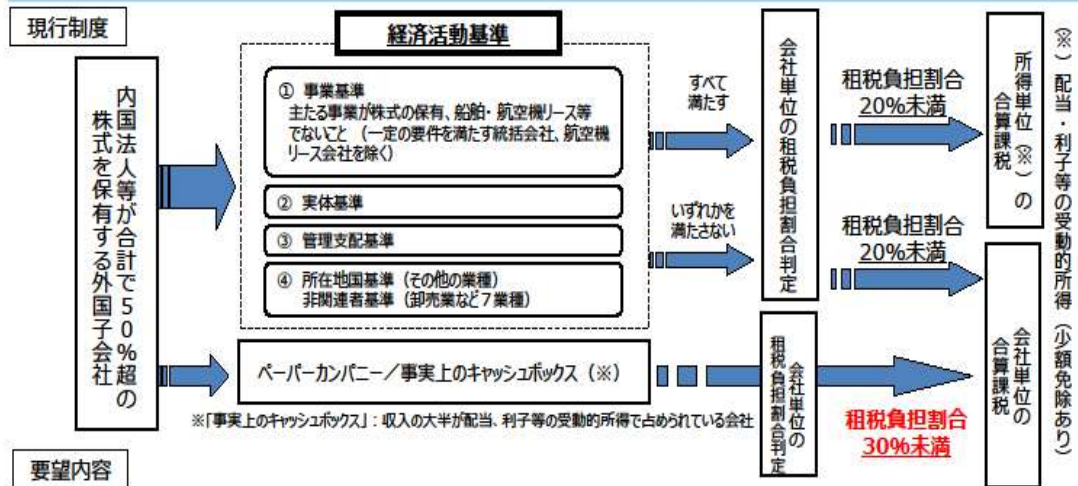 現行制度
経済活動基準
内国法人等が合計で50%超の
株式を保有する外国子会社
① 事業基準
主たる事業が株式の保有、船舶・航空機リース等
でないこと （一定の要件を満たす統括会社、航空機
リース会社を除く）
② 実体基準
③ 管理支配基準
④ 所在地国基準（その他の業種）
非関連者基準（卸売業など7業種）
すべて
満たす
いずれかを
満たさない
会社単位の租税負担割合判定
租税負担割合
20%未満
所得単位（※）の
合算課税
租税負担割合
20%未満
会社単位の
合算課税
（※）配当・利子等の受動的所得（少額免除あり）
ペーパーカンパニー／事実上のキャッシュボックス（※）
会社単位の
租税負担割合判定
租税負担割合
30%未満
※「事実上のキャッシュボックス」：収入の大半が配当、利子等の受動的所得で占められている会社
要望内容